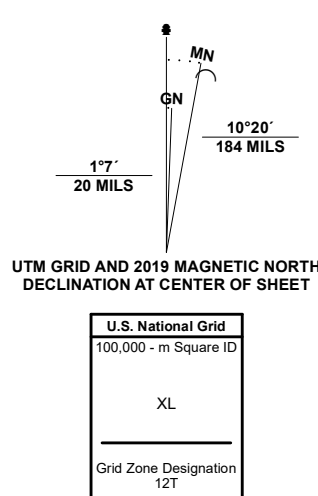 MN
GN
10°20´
184 MILS
1°7´
20 MILS
UTM GRID AND 2019 MAGNETIC NORTH
DECLINATION AT CENTER OF SHEET
U.S. National Grid
100,000 - m Square ID
XL
Grid Zone Designation
12T